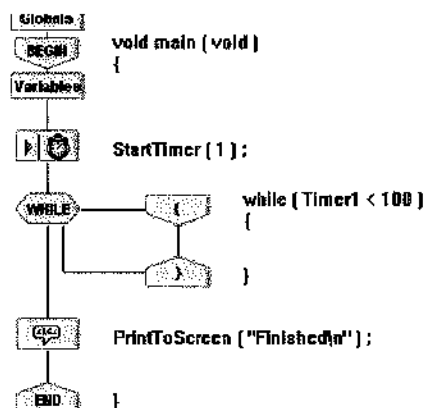 Globals
BEGIN void main ( void )
{
Variables
StartTimer ( 1 ) ;
WHILE { while ( Timer1 < 100 )
{
} }
PrintToScreen ( "Finished\n" ) ;
END }